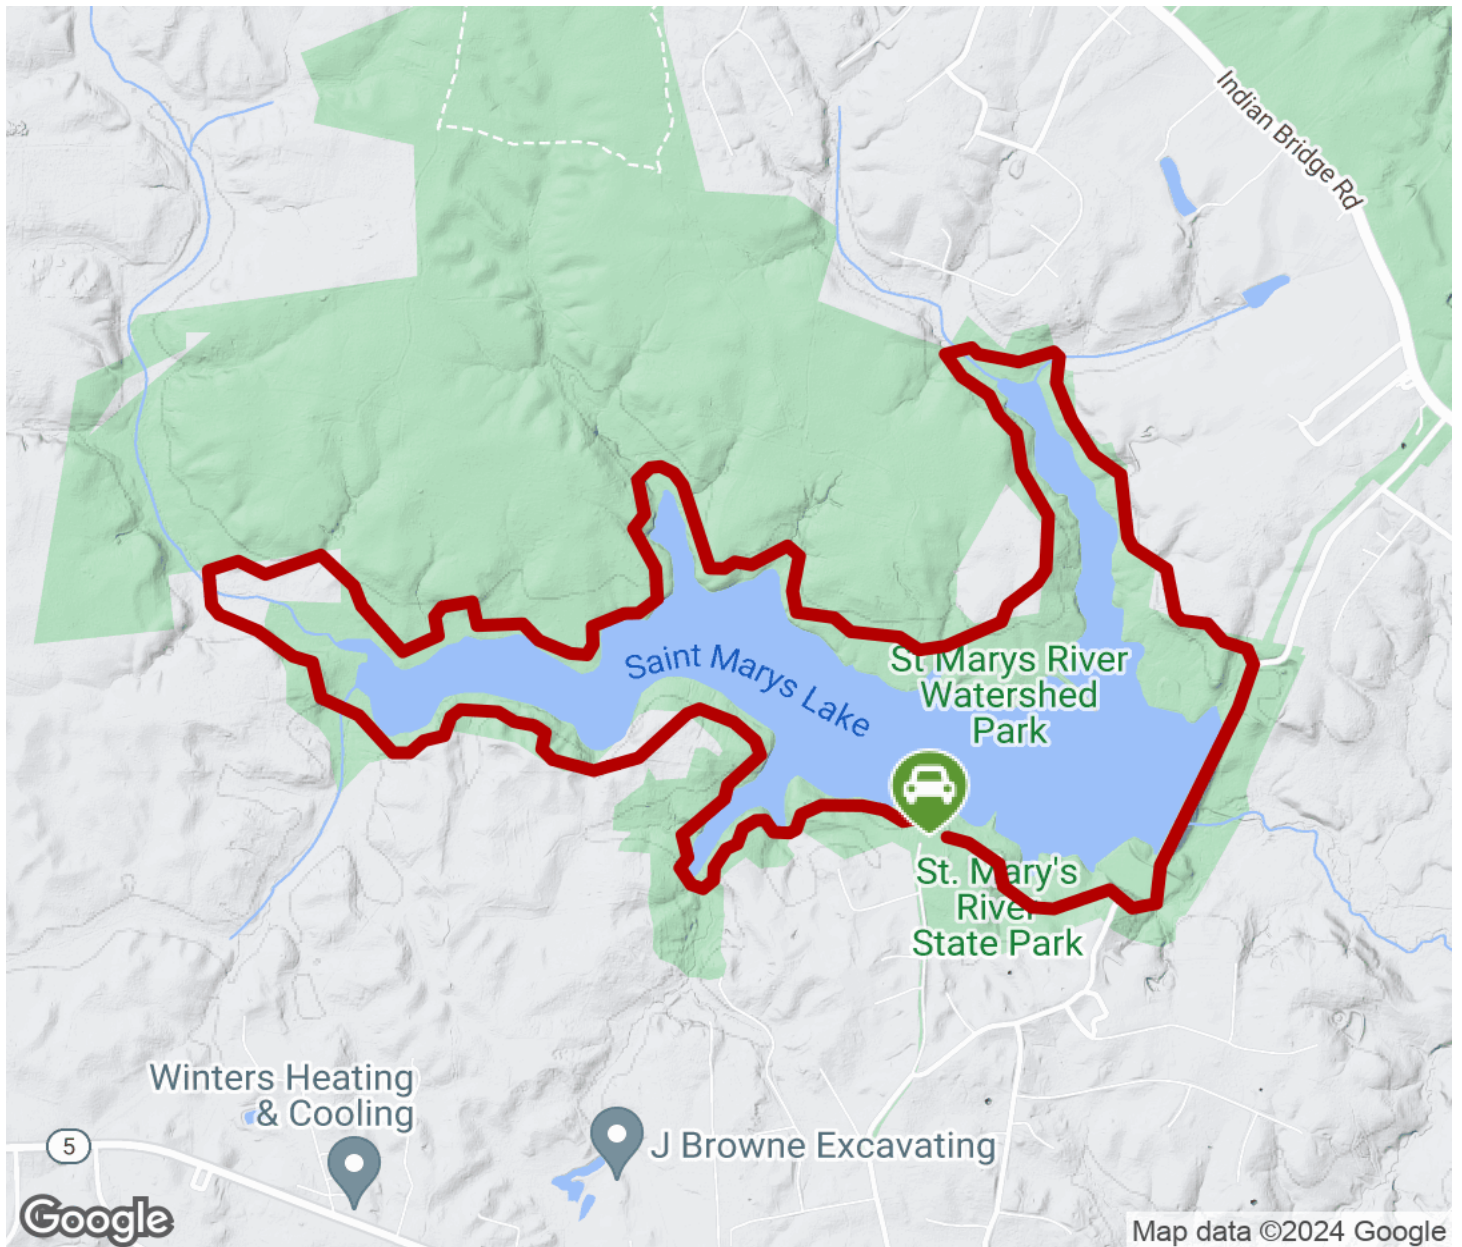 Indian Bridge Rd
Saint Marys Lake
St Marys River
Watershed
Park
St. Mary's
River
State Park
Winters Heating
& Cooling
5
J Browne Excavating
Google
Map data ©2024 Google